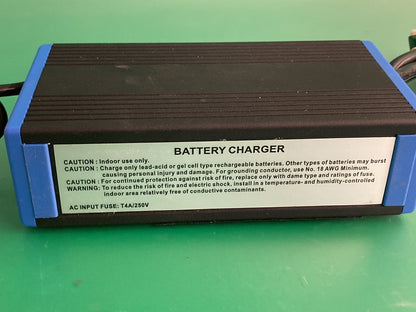 BATTERY CHARGER
CAUTION : Indoor use only.
CAUTION : Charge only lead-acid or gel cell type rechargeable batteries. Other types of batteries may burst
causing personal injury and damage. For grounding conductor, use No. 18 AWG Minimum.
CAUTION : For continued protection against risk of fire, replace only with dame type and ratings of fuse.
WARNING: To reduce the risk of fire and electric shock, install in a temperature- and humidity-controlled
indoor area relatively free of conductive contaminants.
AC INPUT FUSE: T4A/250V